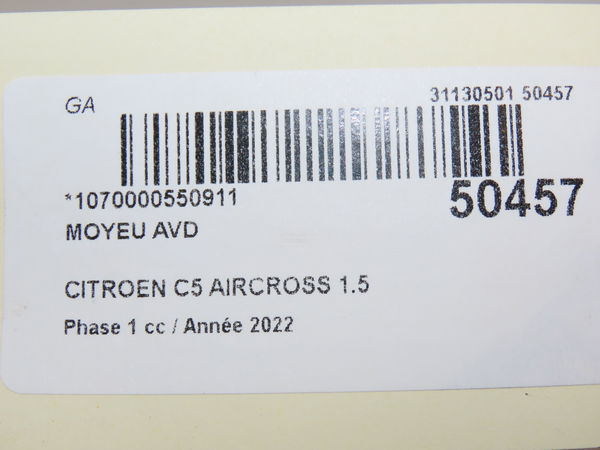 GA
31130501 50457
*1070000550911
50457
MOYEU AVD
CITROEN C5 AIRCROSS 1.5
Phase 1 cc / Année 2022